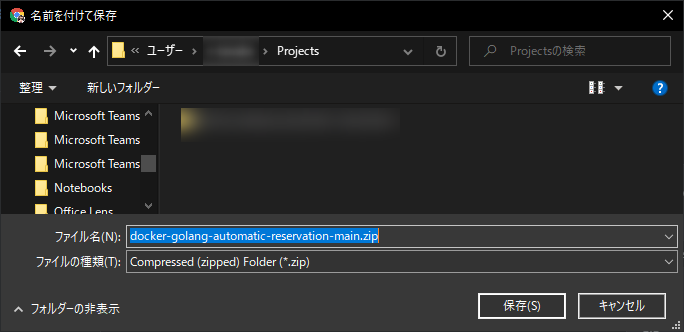 名前を付けて保存
« ユーザー › › Projects
Projectsの検索
整理 新しいフォルダー
Microsoft Teams
Microsoft Teams
Microsoft Teams
Notebooks
Office Lens
ファイル名(N): docker-golang-automatic-reservation-main.zip
ファイルの種類(T): Compressed (zipped) Folder (*.zip)
フォルダーの非表示 保存(S) キャンセル